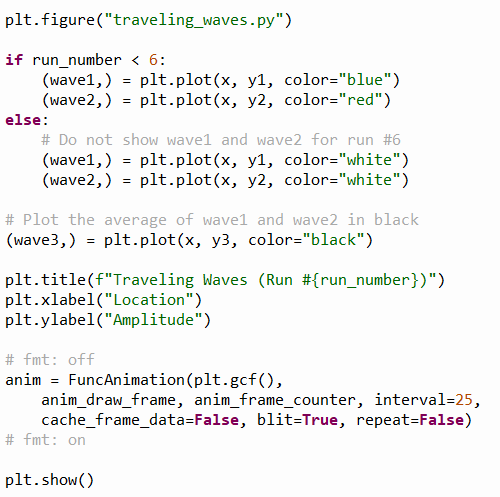 plt.figure("traveling_waves.py")

if run_number < 6:
    (wave1,) = plt.plot(x, y1, color="blue")
    (wave2,) = plt.plot(x, y2, color="red")
else:
    # Do not show wave1 and wave2 for run #6
    (wave1,) = plt.plot(x, y1, color="white")
    (wave2,) = plt.plot(x, y2, color="white")

# Plot the average of wave1 and wave2 in black
(wave3,) = plt.plot(x, y3, color="black")

plt.title(f"Traveling Waves (Run #{run_number})")
plt.xlabel("Location")
plt.ylabel("Amplitude")

# fmt: off
anim = FuncAnimation(plt.gcf(),
    anim_draw_frame, anim_frame_counter, interval=25,
    cache_frame_data=False, blit=True, repeat=False)
# fmt: on

plt.show()